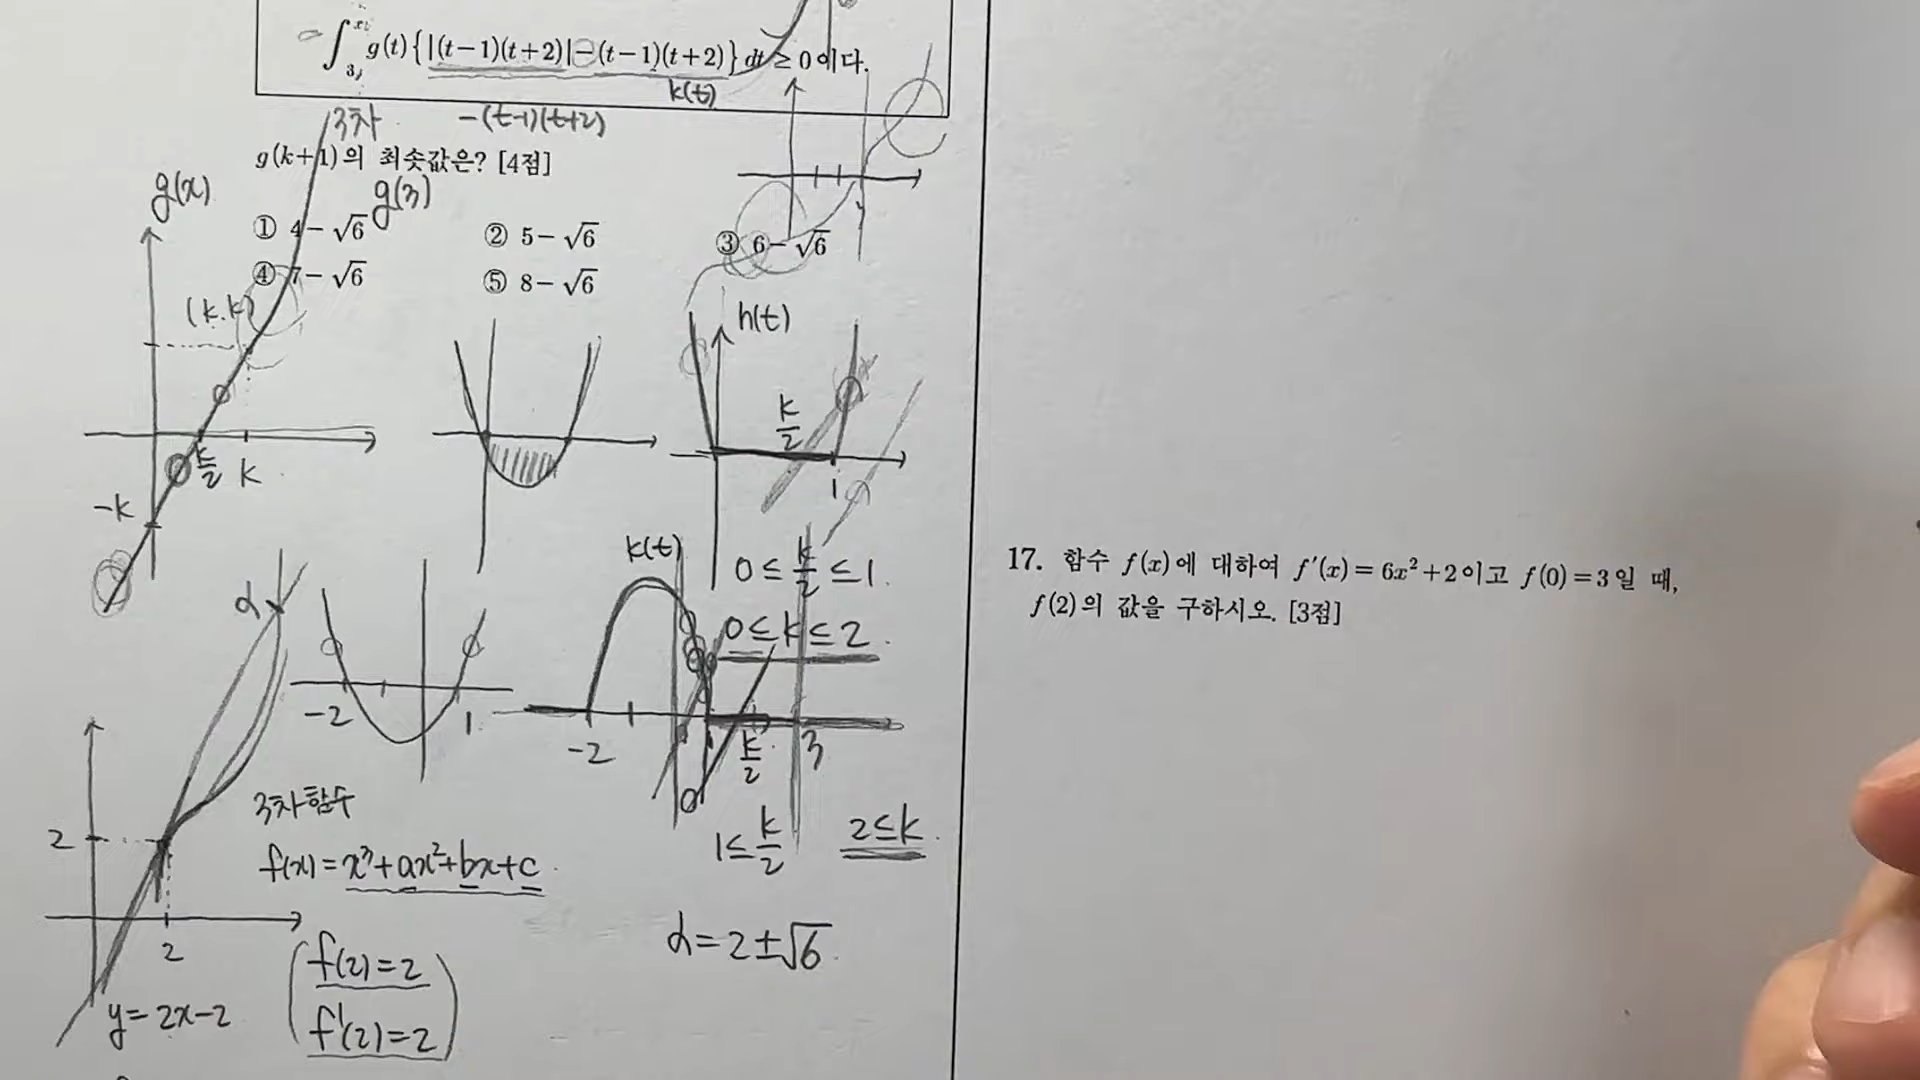 ∫₃ g(t){|(t−1)(t+2)|−(t−1)(t+2)}dt ≥ 0이다.
k(t)
3차 −(t−1)(t+2)
g(k+1)의 최솟값은? [4점]
g(x) g(3)
① 4−√6 ② 5−√6 ③ 6−√6
④ 7−√6 ⑤ 8−√6
(k.k)
h(t)
k/2
k/2 k
−k
1
k(t)
0≤k/2≤1.
0≤k≤2.
α
−2 1
−2 k/2 3
1≤k/2 2≤k.
2
3차함수
f(x)=x³+ax²+bx+c.
2
f(2)=2
f'(2)=2
y=2x−2
α=2±√6.
17. 함수 f(x)에 대하여 f′(x)=6x²+2이고 f(0)=3일 때,
f(2)의 값을 구하시오. [3점]